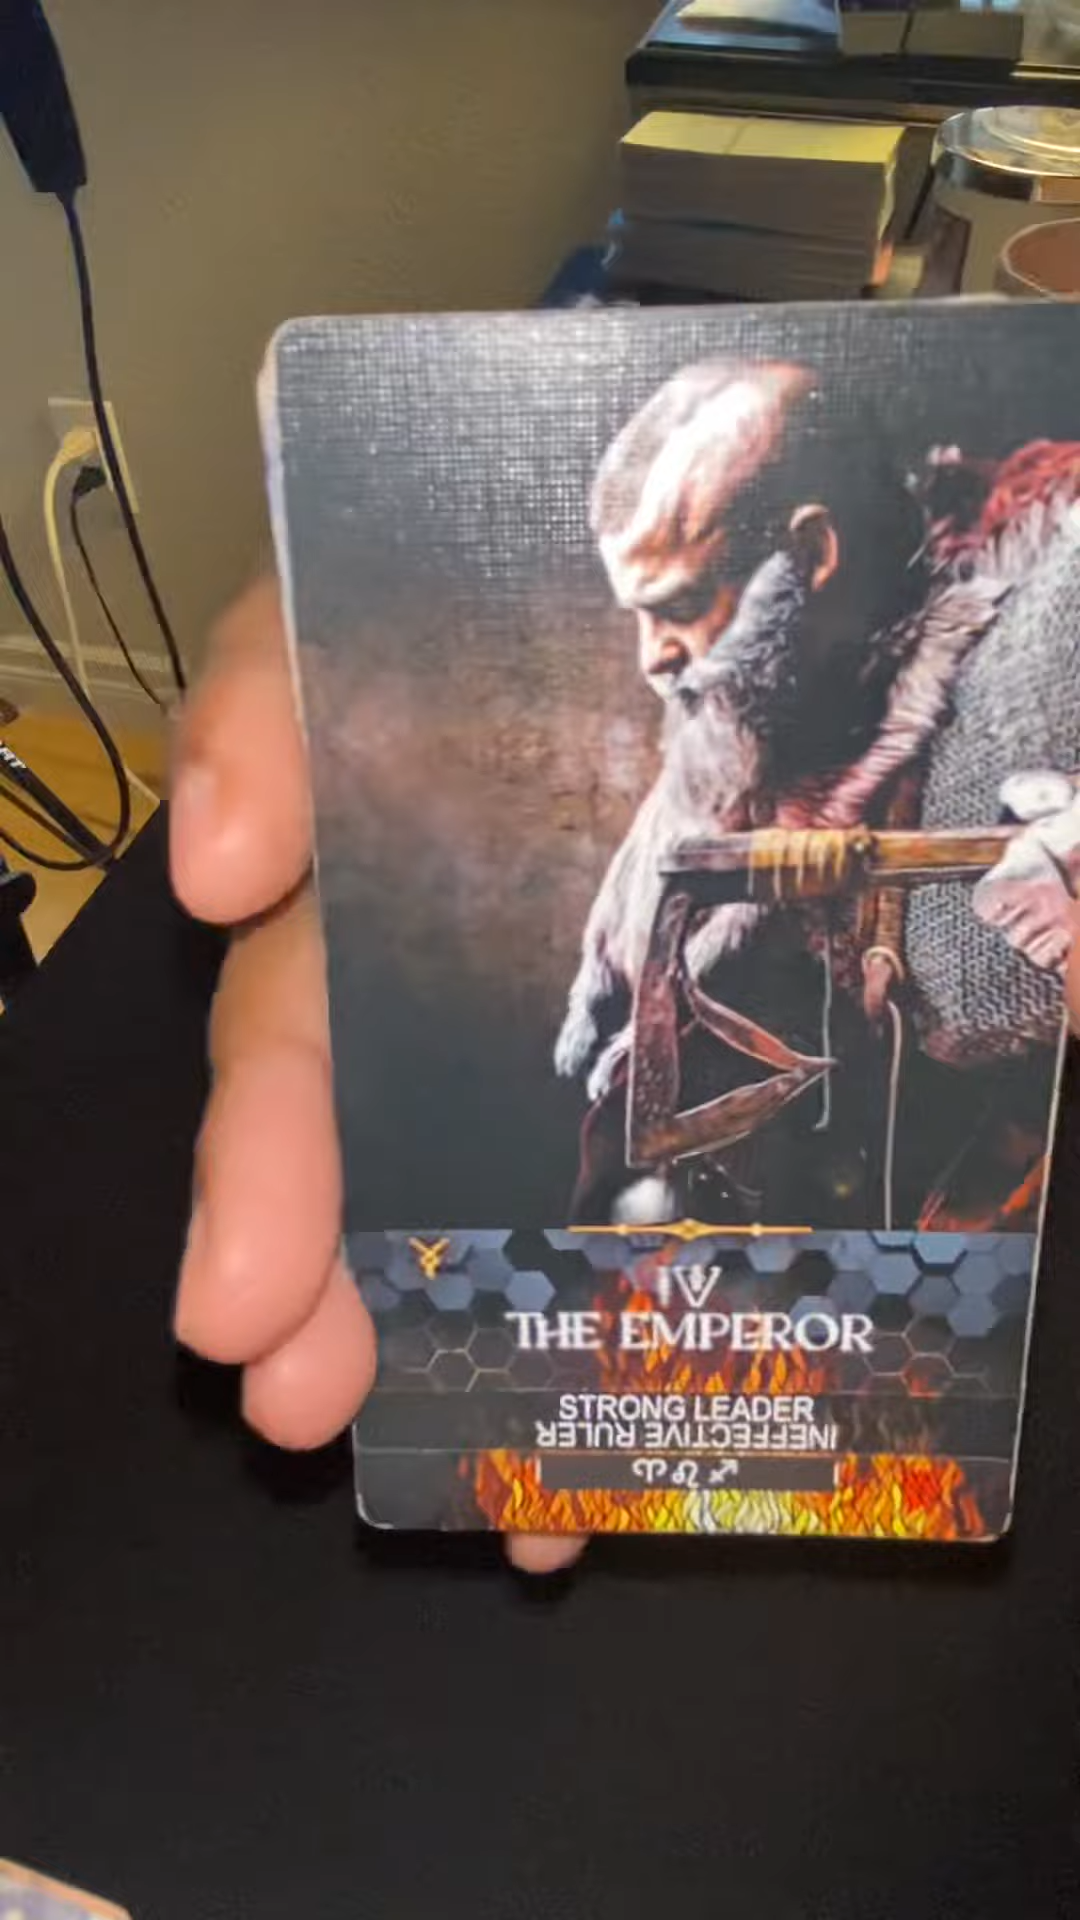 IV
THE EMPEROR
STRONG LEADER
INEFFECTIVE RULER
♈ ♌ ♐